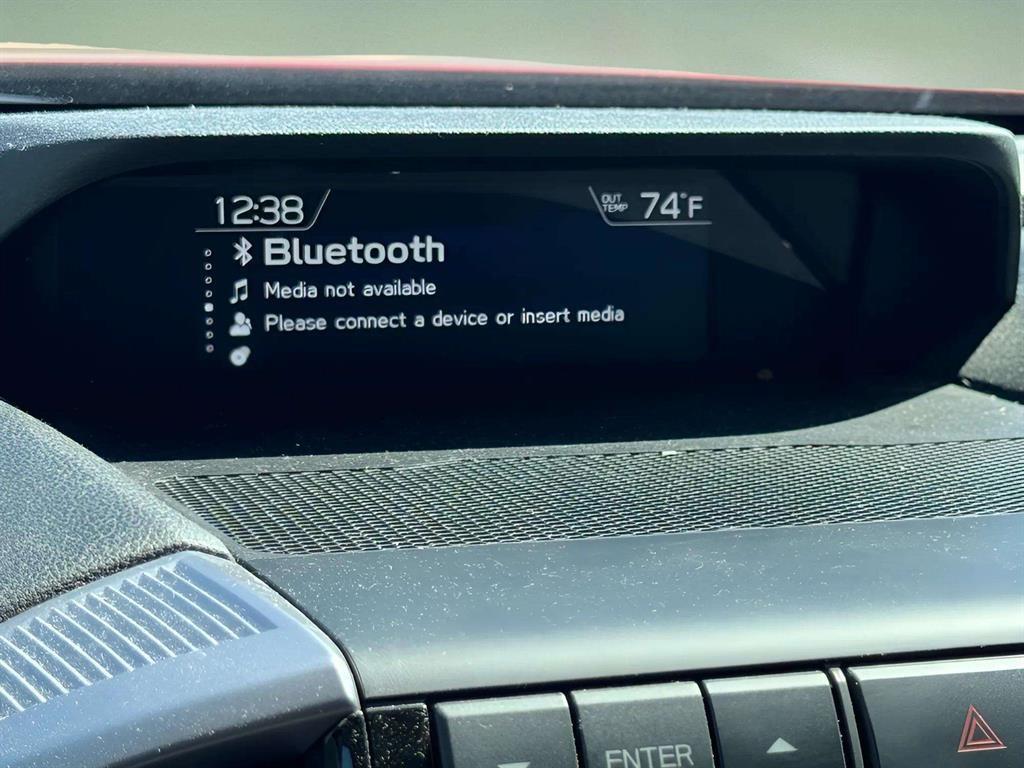 12:38
OUT TEMP 74°F
Bluetooth
Media not available
Please connect a device or insert media
ENTER